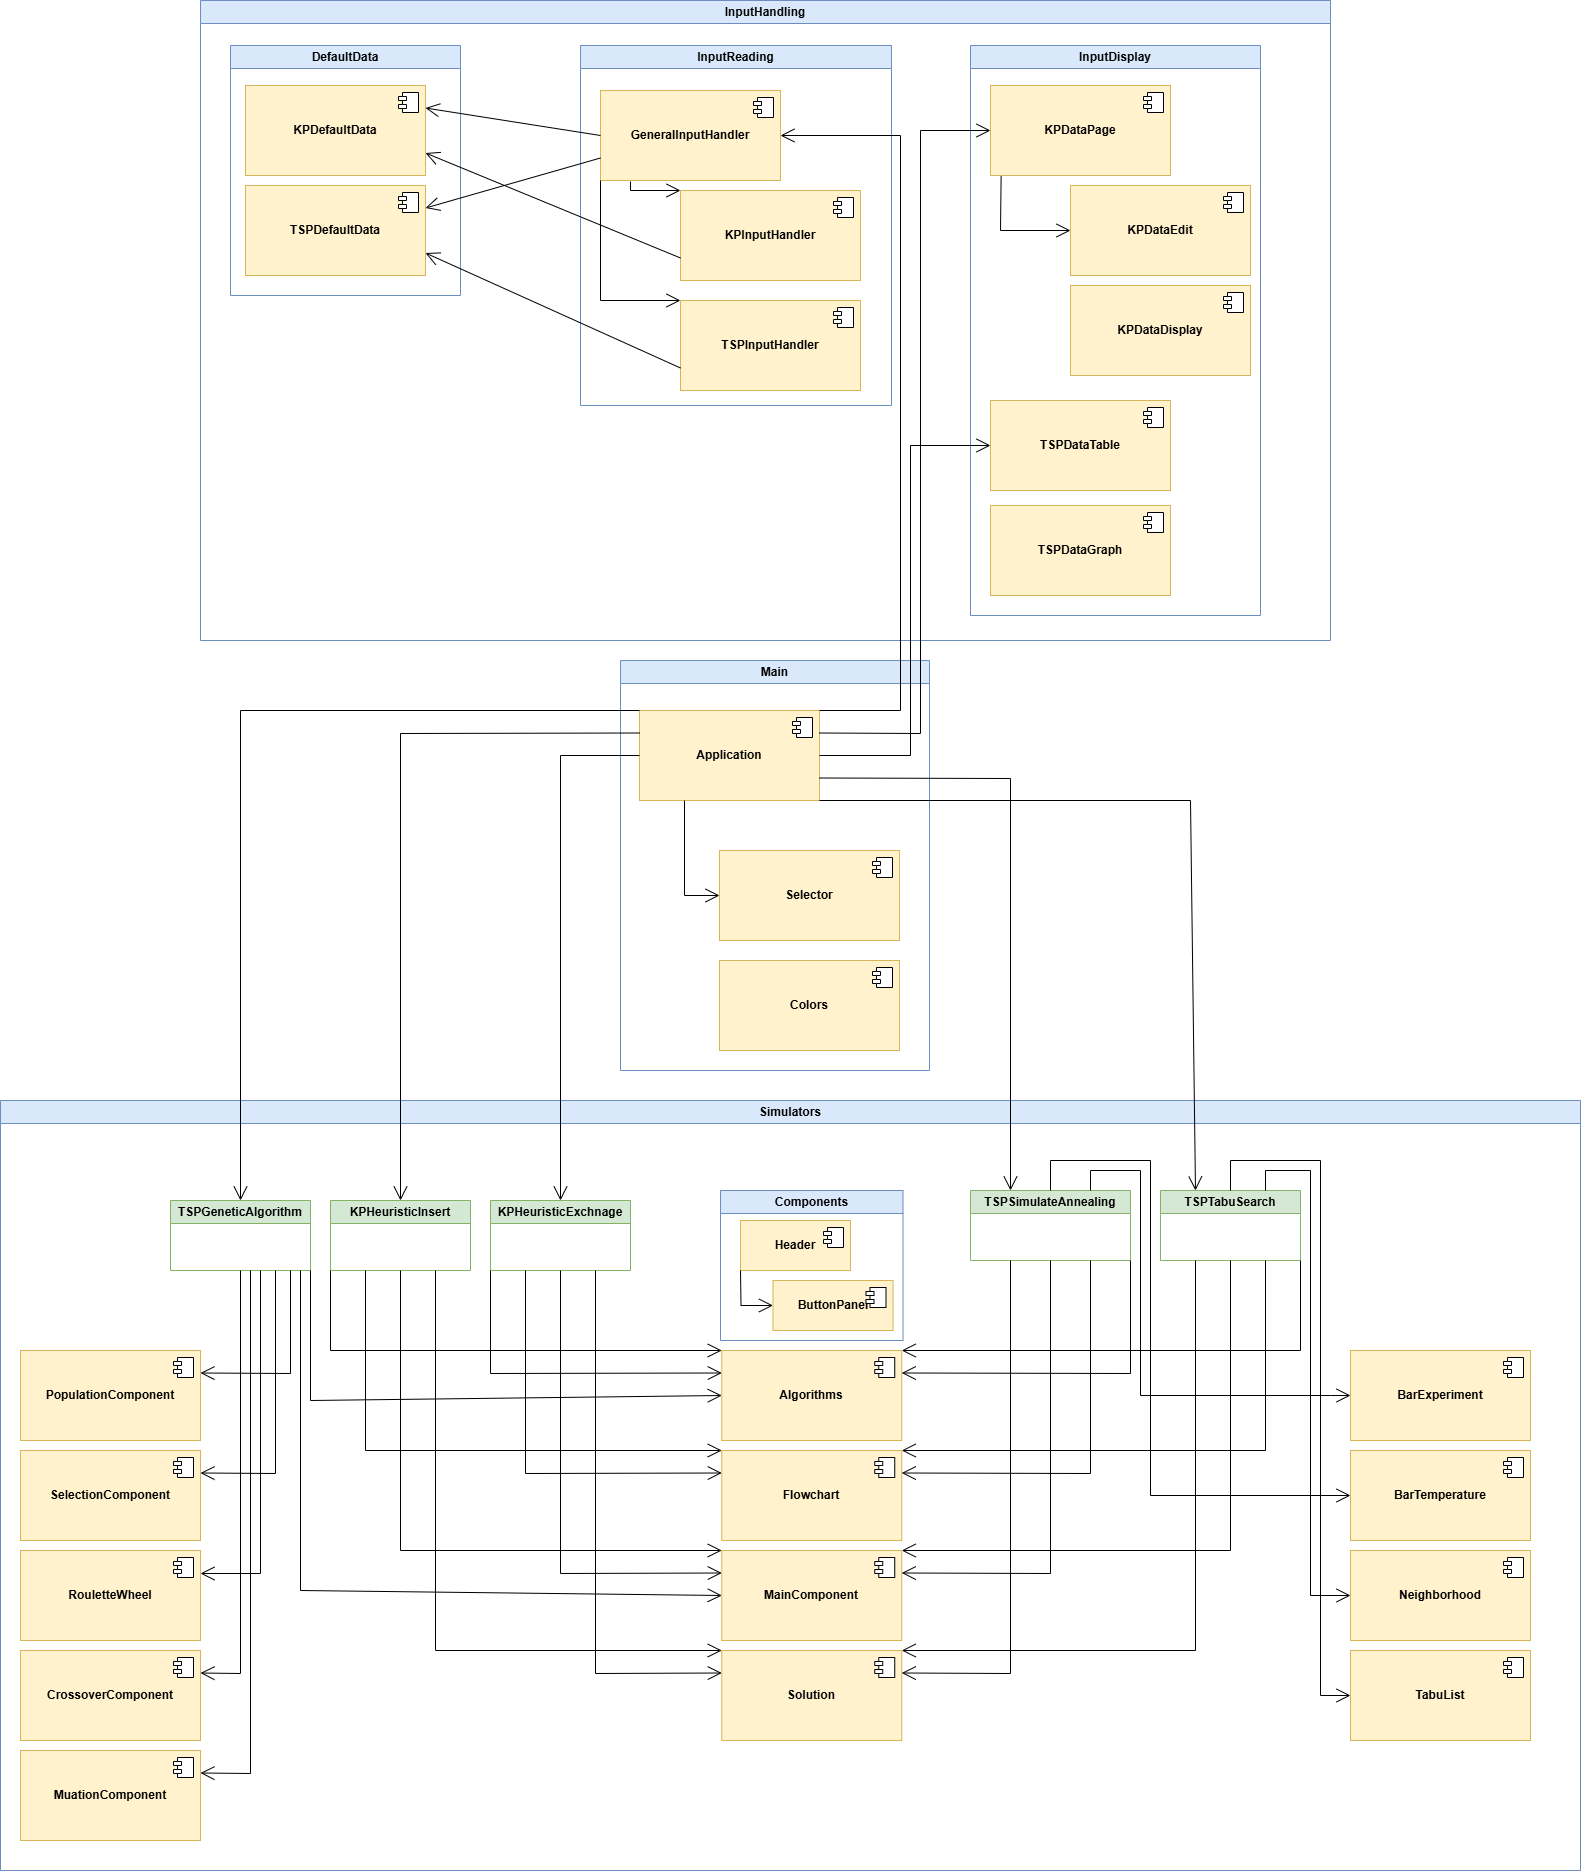 InputHandling
DefaultData
InputReading
InputDisplay
KPDefaultData
GeneralInputHandler
KPDataPage
TSPDefaultData
KPInputHandler
KPDataEdit
TSPInputHandler
KPDataDisplay
TSPDataTable
TSPDataGraph
Main
Application
Selector
Colors
Simulators
TSPGeneticAlgorithm
KPHeuristicInsert
KPHeuristicExchnage
Components
TSPSimulateAnnealing
TSPTabuSearch
Header
ButtonPanel
PopulationComponent
Algorithms
BarExperiment
SelectionComponent
Flowchart
BarTemperature
RouletteWheel
MainComponent
Neighborhood
CrossoverComponent
Solution
TabuList
MuationComponent